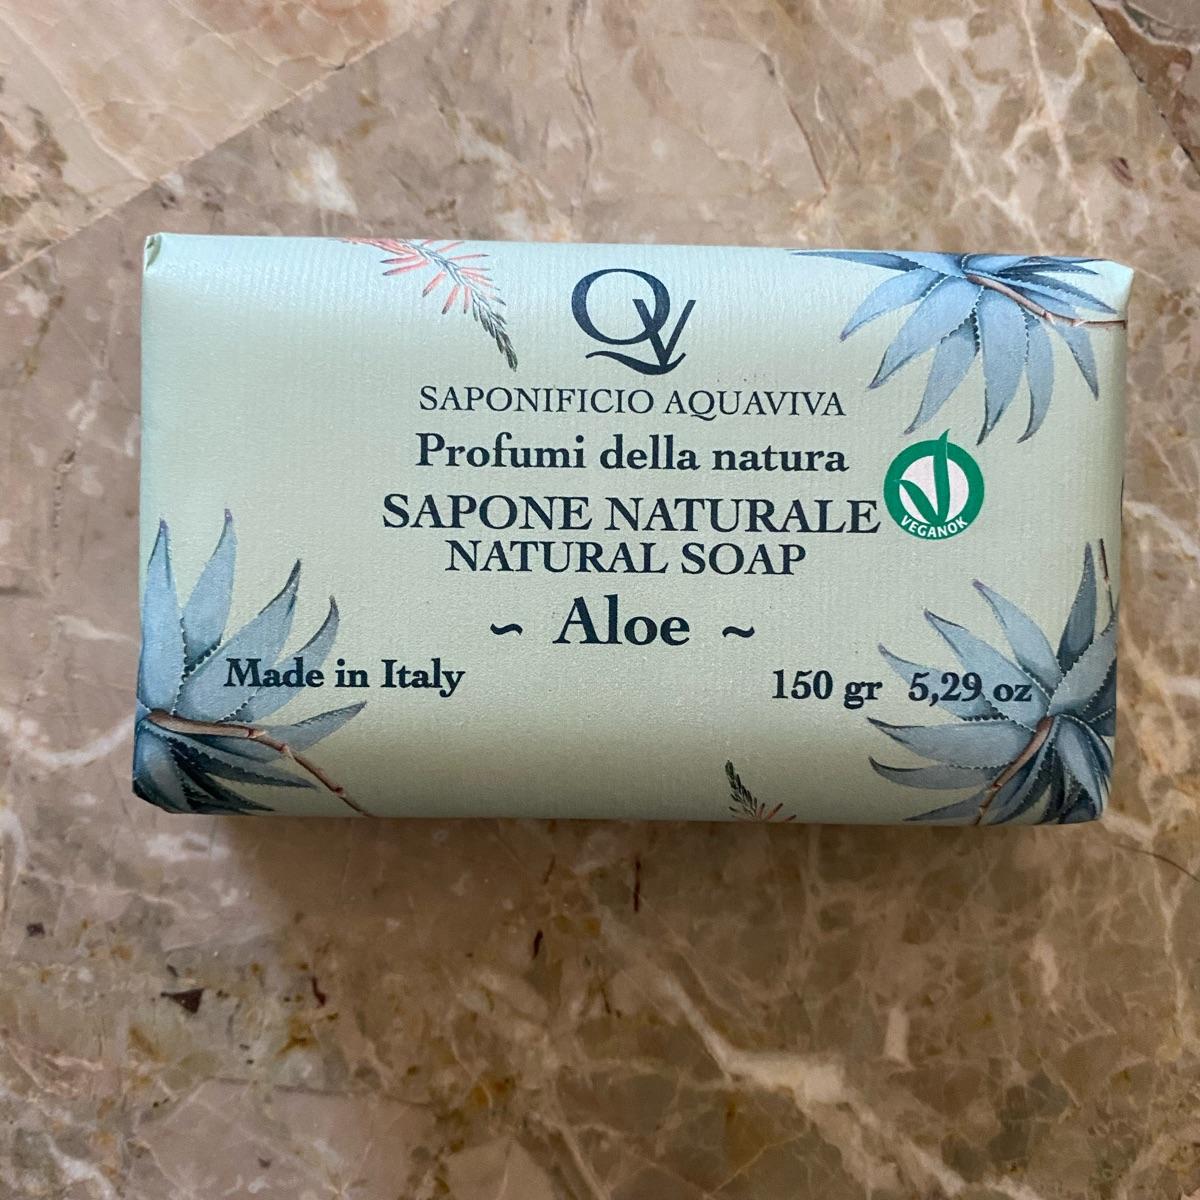 QV
SAPONIFICIO AQUAVIVA
Profumi della natura
SAPONE NATURALE
VEGANOK
NATURAL SOAP
~ Aloe ~
Made in Italy
150 gr 5,29 oz